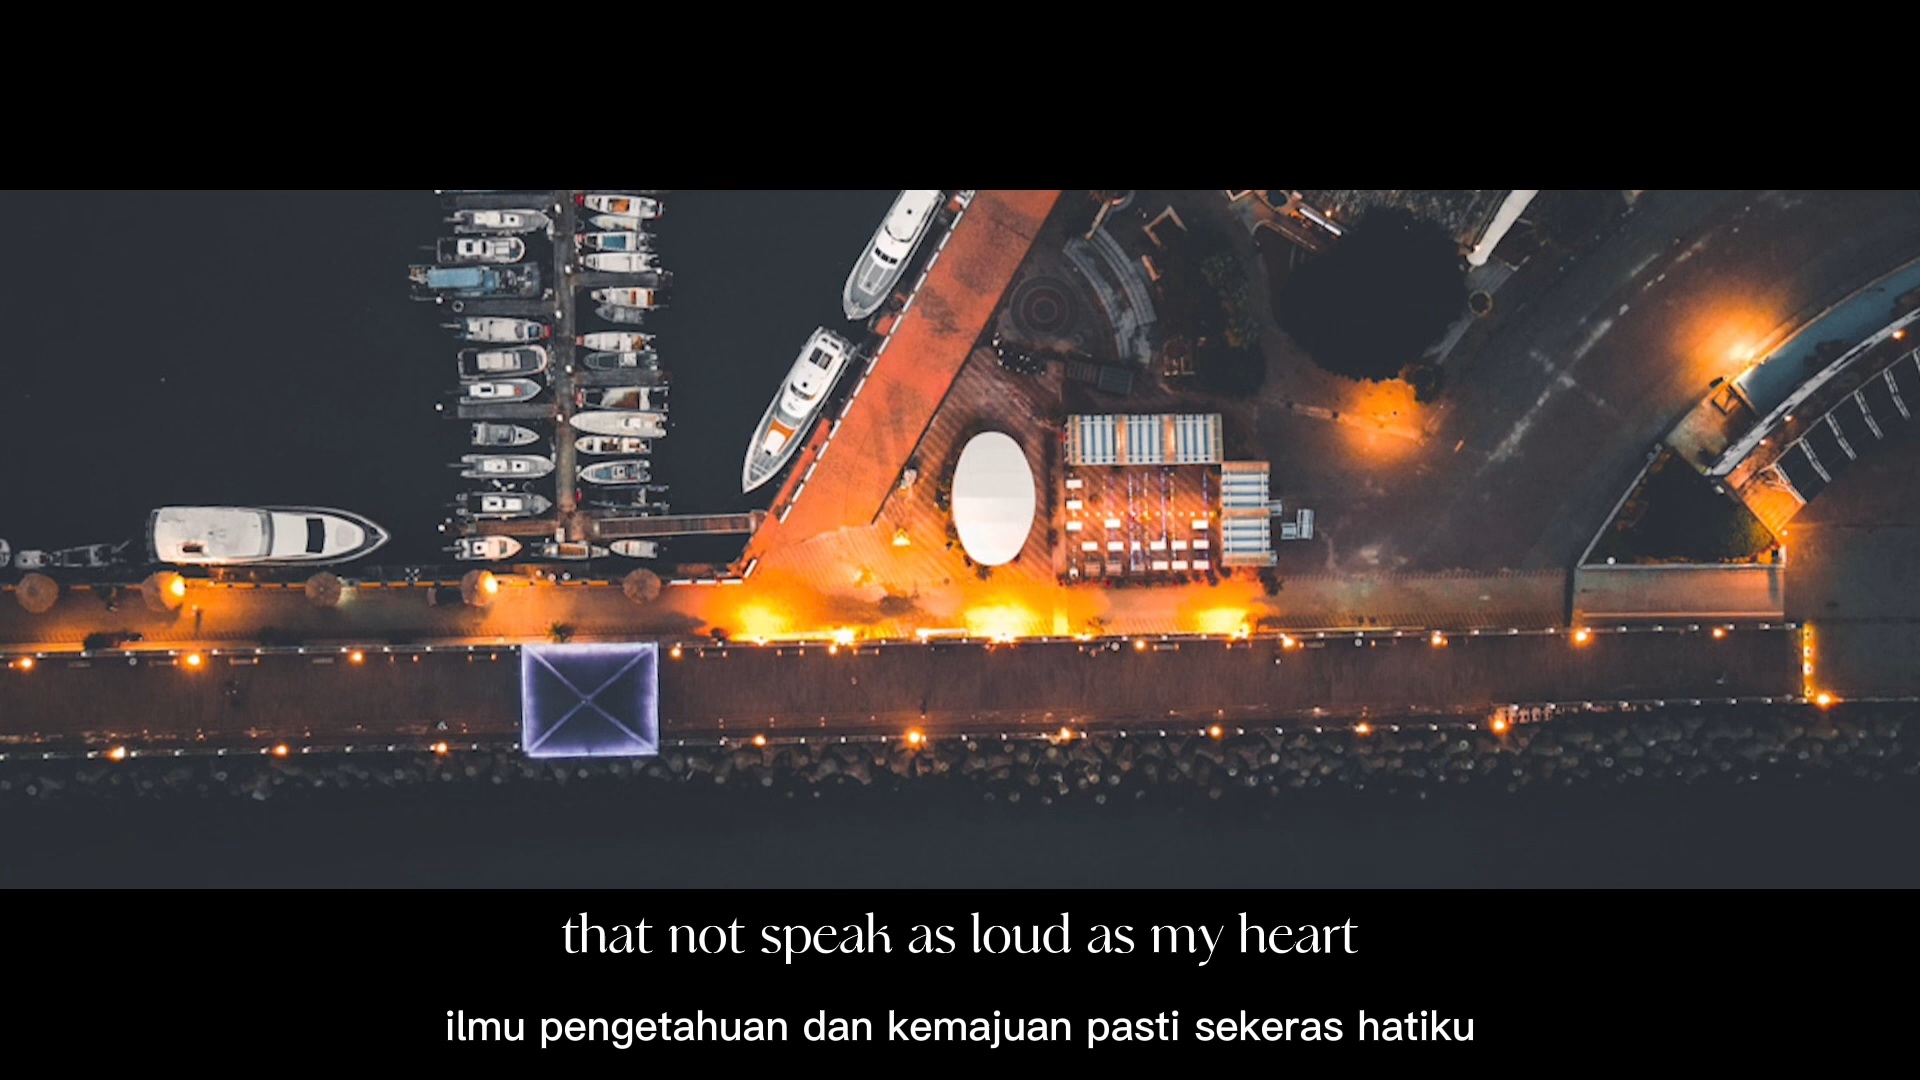 that not speak as loud as my heart
ilmu pengetahuan dan kemajuan pasti sekeras hatiku